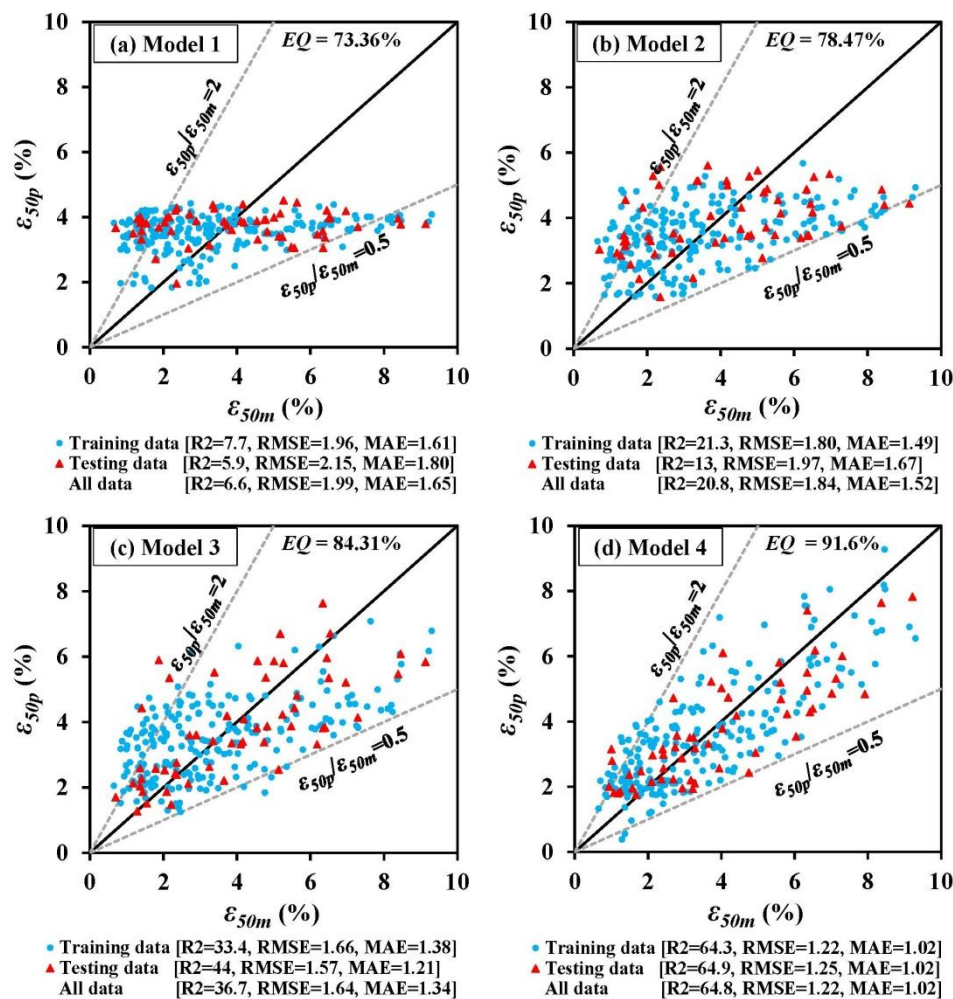 (a) Model 1
EQ = 73.36%
ε50p/ε50m=2
ε50p/ε50m=0.5
ε50p (%)
10
8
6
4
2
0
0 2 4 6 8 10
ε50m (%)
Training data [R2=7.7, RMSE=1.96, MAE=1.61]
Testing data [R2=5.9, RMSE=2.15, MAE=1.80]
All data [R2=6.6, RMSE=1.99, MAE=1.65]
(b) Model 2
EQ = 78.47%
ε50p/ε50m=2
ε50p/ε50m=0.5
ε50p (%)
10
8
6
4
2
0
0 2 4 6 8 10
ε50m (%)
Training data [R2=21.3, RMSE=1.80, MAE=1.49]
Testing data [R2=13, RMSE=1.97, MAE=1.67]
All data [R2=20.8, RMSE=1.84, MAE=1.52]
(c) Model 3
EQ = 84.31%
ε50p/ε50m=2
ε50p/ε50m=0.5
ε50p (%)
10
8
6
4
2
0
0 2 4 6 8 10
ε50m (%)
Training data [R2=33.4, RMSE=1.66, MAE=1.38]
Testing data [R2=44, RMSE=1.57, MAE=1.21]
All data [R2=36.7, RMSE=1.64, MAE=1.34]
(d) Model 4
EQ = 91.6%
ε50p/ε50m=2
ε50p/ε50m=0.5
ε50p (%)
10
8
6
4
2
0
0 2 4 6 8 10
ε50m (%)
Training data [R2=64.3, RMSE=1.22, MAE=1.02]
Testing data [R2=64.9, RMSE=1.25, MAE=1.02]
All data [R2=64.8, RMSE=1.22, MAE=1.02]